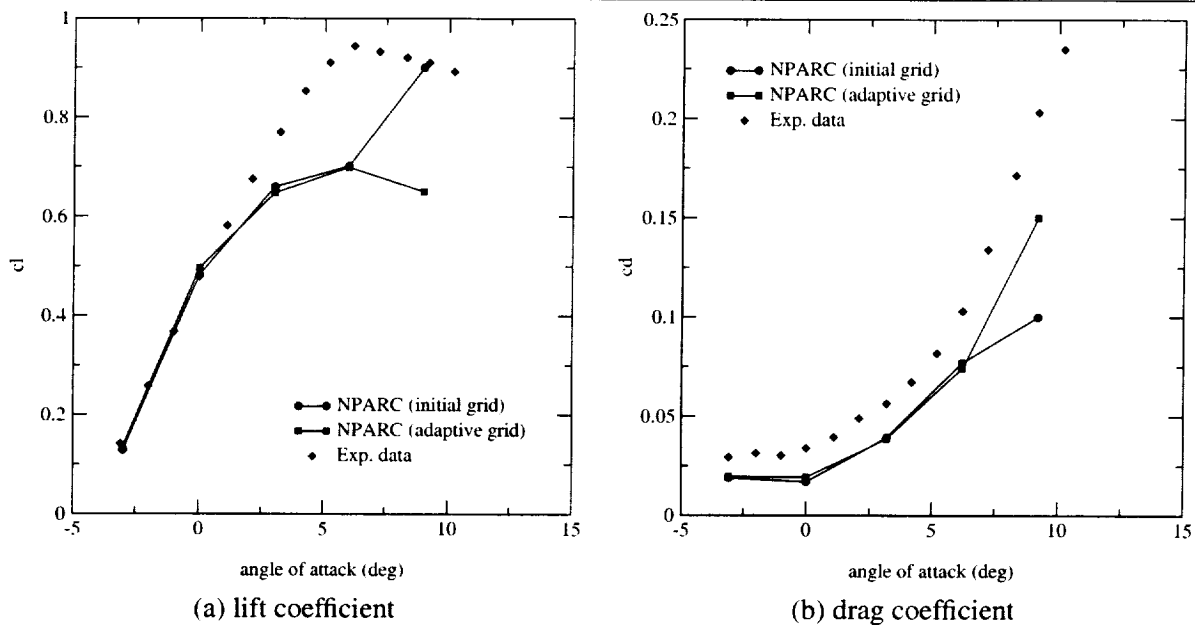 1
0.8
0.6
0.4
0.2
0
cl
-5
0
5
10
15
angle of attack (deg)
NPARC (initial grid)
NPARC (adaptive grid)
Exp. data
(a) lift coefficient
0.25
0.2
0.15
0.1
0.05
0
cd
-5
0
5
10
15
angle of attack (deg)
NPARC (initial grid)
NPARC (adaptive grid)
Exp. data
(b) drag coefficient